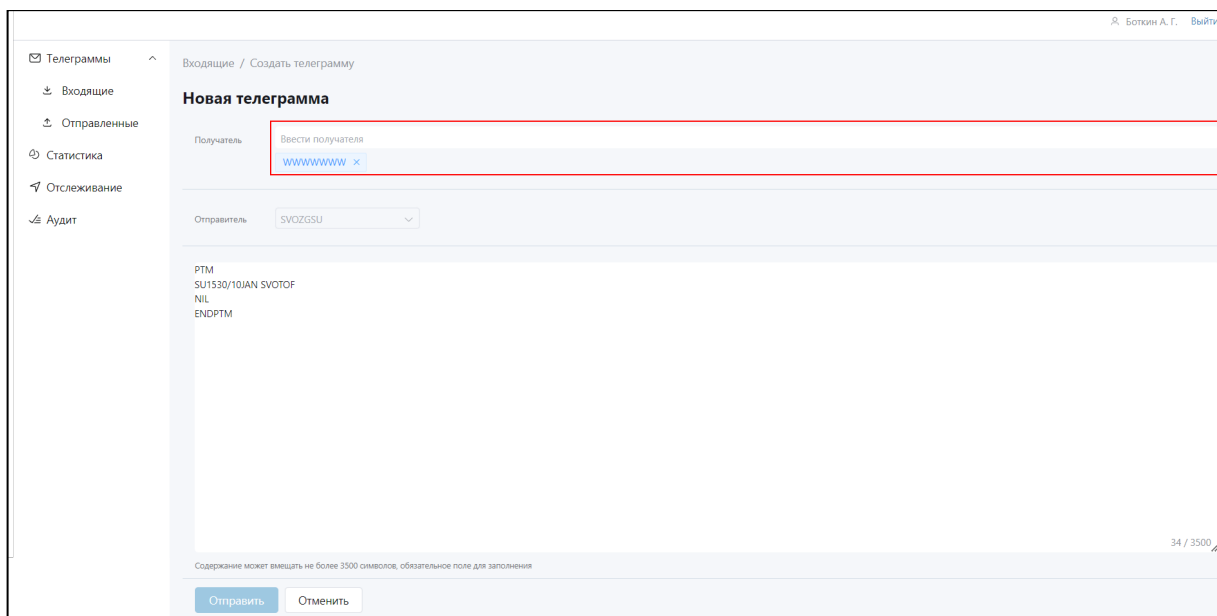 Боткин А. Г. Выйти
Телеграммы
Входящие
Отправленные
Статистика
Отслеживание
Аудит
Входящие / Создать телеграмму
Новая телеграмма
Получатель
Ввести получателя
WWWWWWW ×
Отправитель
SVOZGSU
PTM
SU1530/10JAN SVOTOF
NIL
ENDPTM
34 / 3500
Содержание может вмещать не более 3500 символов, обязательное поле для заполнения
Отправить
Отменить